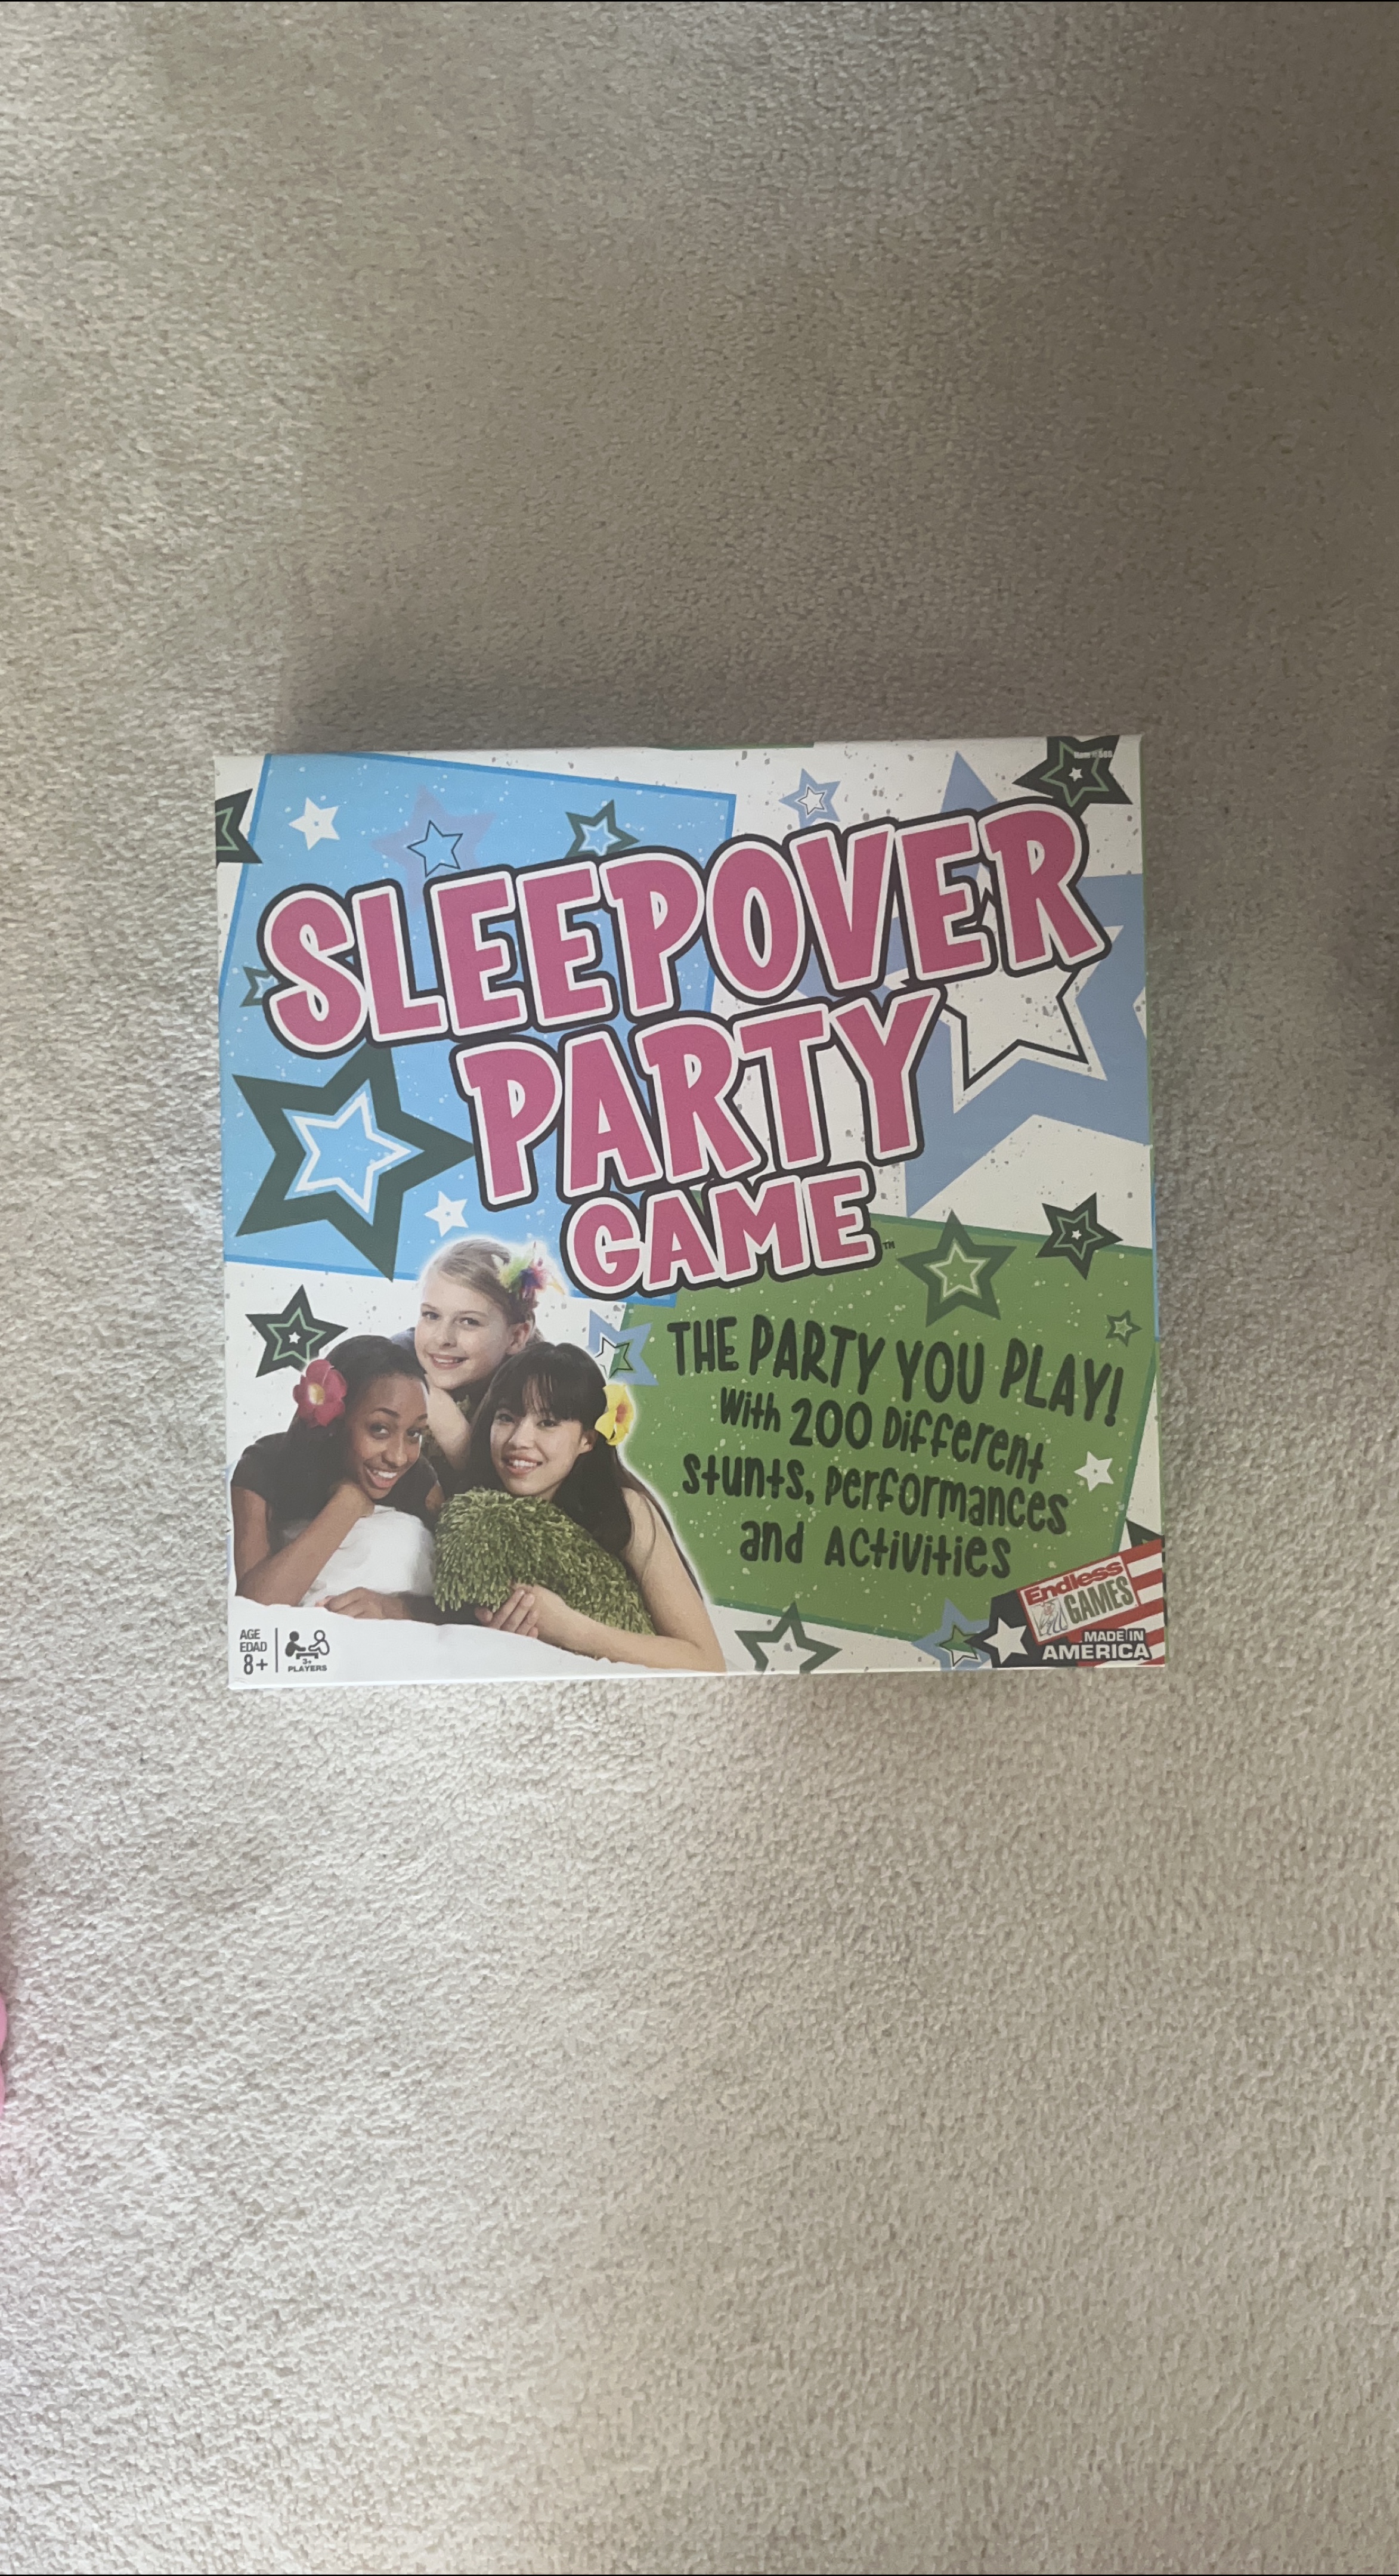 SLEEPOVER
PARTY
GAME™
THE PARTY YOU PLAY!
With 200 Different
Stunts, Performances
and Activities
AGE
EDAD
8+
3+
PLAYERS
Endless
GAMES
MADE IN
AMERICA